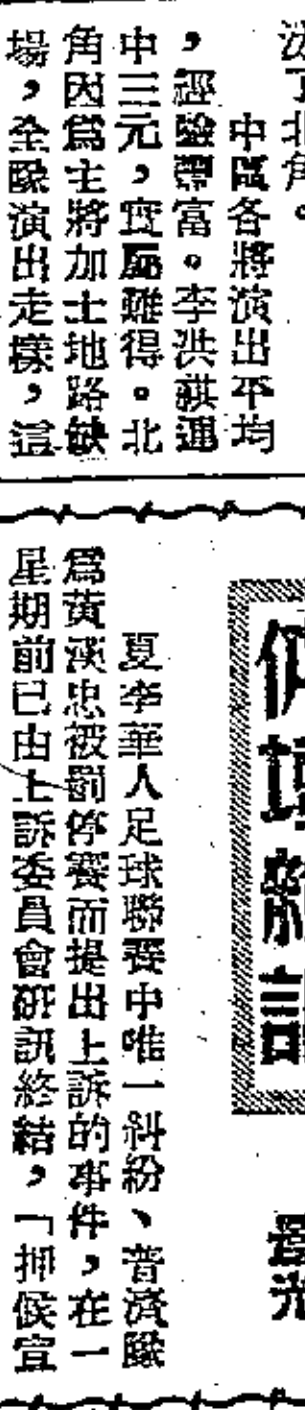 了北角。
中區各將演出平均
，經驗豐富。李洪祺連
中三元，實屬難得。北
角因爲主將加士地路缺
場，全隊演出走樣，這
夏季華人足球聯賽中唯一糾紛、普濟隊
爲黃漢忠被罰停賽而提出上訴的事件，在一
星期前已由上訴委員會研訊終結，「押候宣